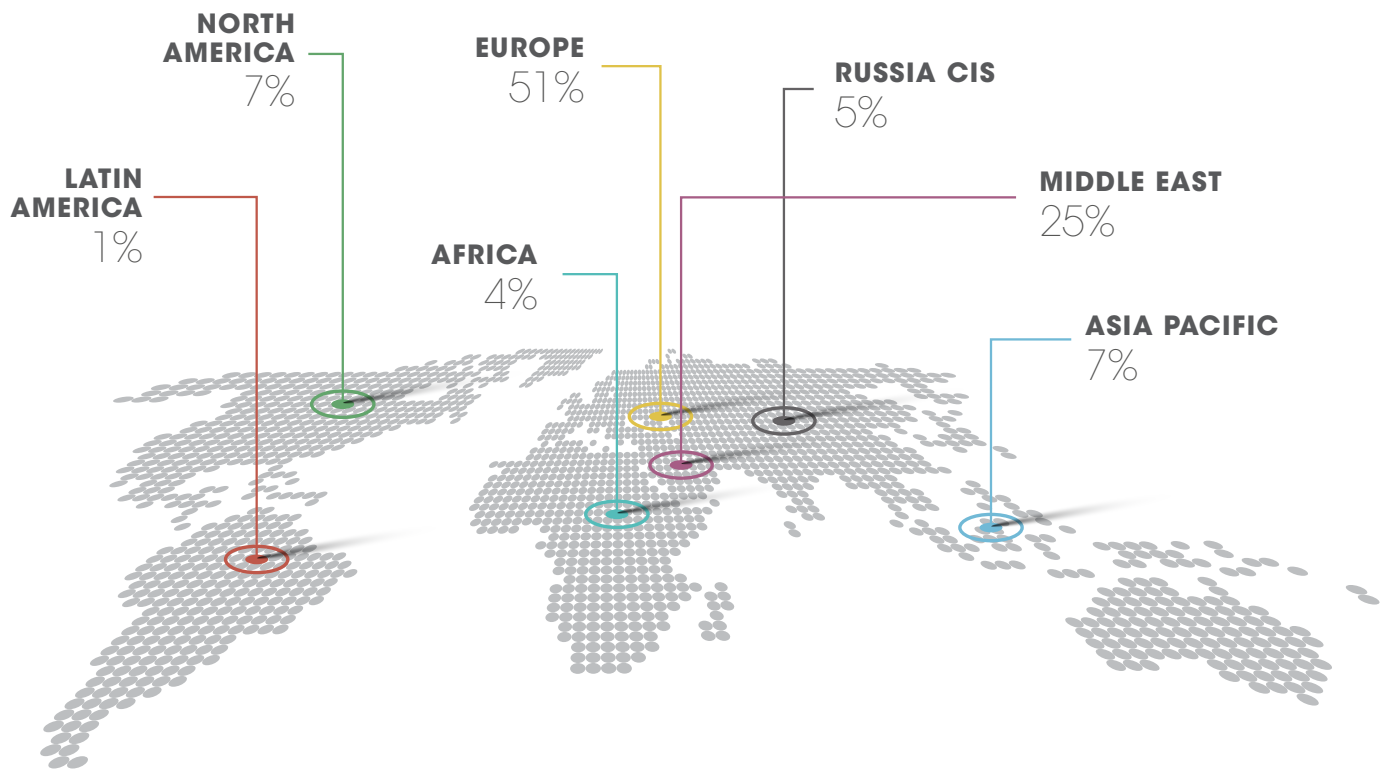 NORTH
AMERICA
7%
EUROPE
51%
RUSSIA CIS
5%
LATIN
AMERICA
1%
MIDDLE EAST
25%
AFRICA
4%
ASIA PACIFIC
7%